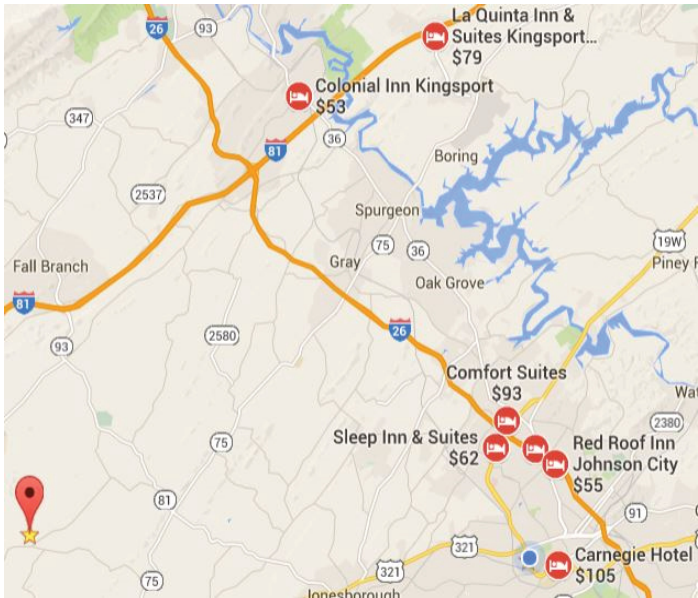 La Quinta Inn &
Suites Kingsport...
$79
26
93
Colonial Inn Kingsport
$53
347
36
81
Boring
2537
Spurgeon
75
36
19W
Fall Branch
Gray
Oak Grove
Piney
81
26
93
2580
Comfort Suites
$93
Wat
2380
Sleep Inn & Suites
$62
Red Roof Inn
Johnson City
$55
75
81
91
321
321
Carnegie Hotel
$105
75
Jonesborough